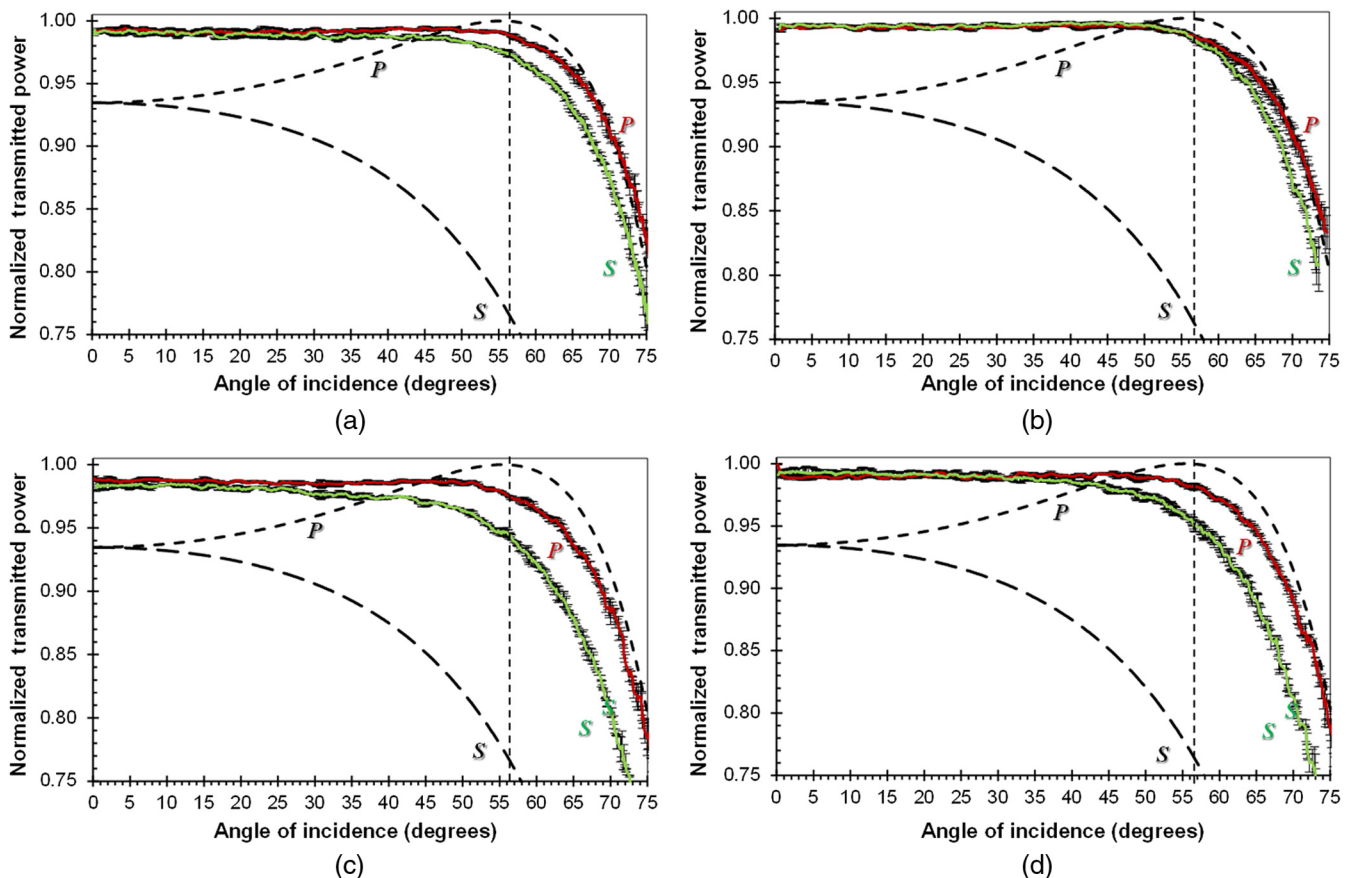 Normalized transmitted power
1.00
0.95
0.90
0.85
0.80
0.75
P
P
S
S
0 5 10 15 20 25 30 35 40 45 50 55 60 65 70 75
Angle of incidence (degrees)
(a)
Normalized transmitted power
1.00
0.95
0.90
0.85
0.80
0.75
P
P
S
S
0 5 10 15 20 25 30 35 40 45 50 55 60 65 70 75
Angle of incidence (degrees)
(b)
Normalized transmitted power
1.00
0.95
0.90
0.85
0.80
0.75
P
P
S
S
S
0 5 10 15 20 25 30 35 40 45 50 55 60 65 70 75
Angle of incidence (degrees)
(c)
Normalized transmitted power
1.00
0.95
0.90
0.85
0.80
0.75
P
P
S
S
S
0 5 10 15 20 25 30 35 40 45 50 55 60 65 70 75
Angle of incidence (degrees)
(d)